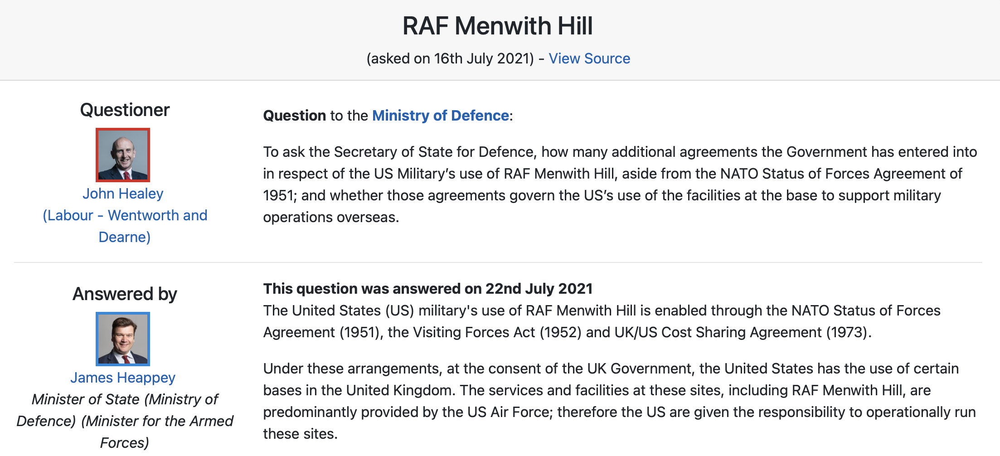 RAF Menwith Hill
(asked on 16th July 2021) - View Source
Questioner
John Healey
(Labour - Wentworth and
Dearne)
Question to the Ministry of Defence:
To ask the Secretary of State for Defence, how many additional agreements the Government has entered into
in respect of the US Military’s use of RAF Menwith Hill, aside from the NATO Status of Forces Agreement of
1951; and whether those agreements govern the US’s use of the facilities at the base to support military
operations overseas.
Answered by
James Heappey
Minister of State (Ministry of
Defence) (Minister for the Armed
Forces)
This question was answered on 22nd July 2021
The United States (US) military's use of RAF Menwith Hill is enabled through the NATO Status of Forces
Agreement (1951), the Visiting Forces Act (1952) and UK/US Cost Sharing Agreement (1973).
Under these arrangements, at the consent of the UK Government, the United States has the use of certain
bases in the United Kingdom. The services and facilities at these sites, including RAF Menwith Hill, are
predominantly provided by the US Air Force; therefore the US are given the responsibility to operationally run
these sites.